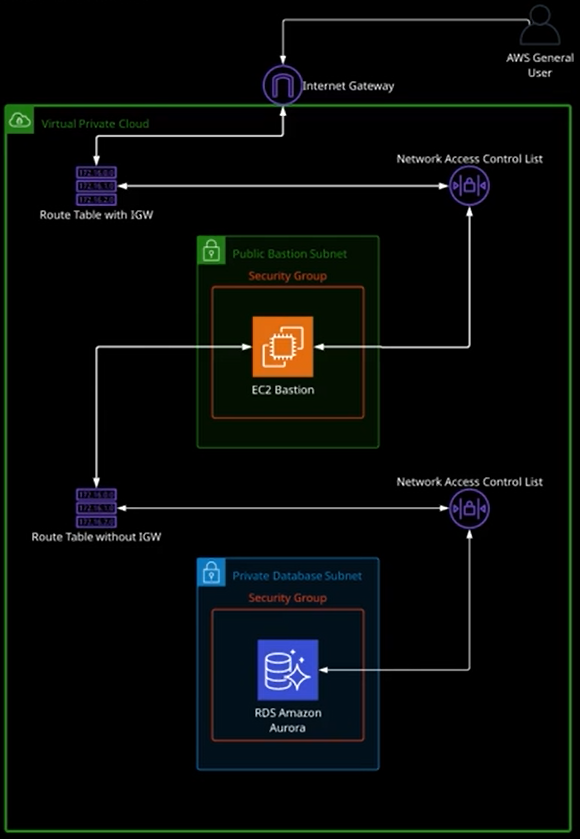 AWS General
User
Internet Gateway
Virtual Private Cloud
Network Access Control List
172.16.0.0
172.16.1.0
172.16.2.0
Route Table with IGW
Public Bastion Subnet
Security Group
EC2 Bastion
Network Access Control List
172.16.0.0
172.16.1.0
172.16.2.0
Route Table without IGW
Private Database Subnet
Security Group
RDS Amazon
Aurora